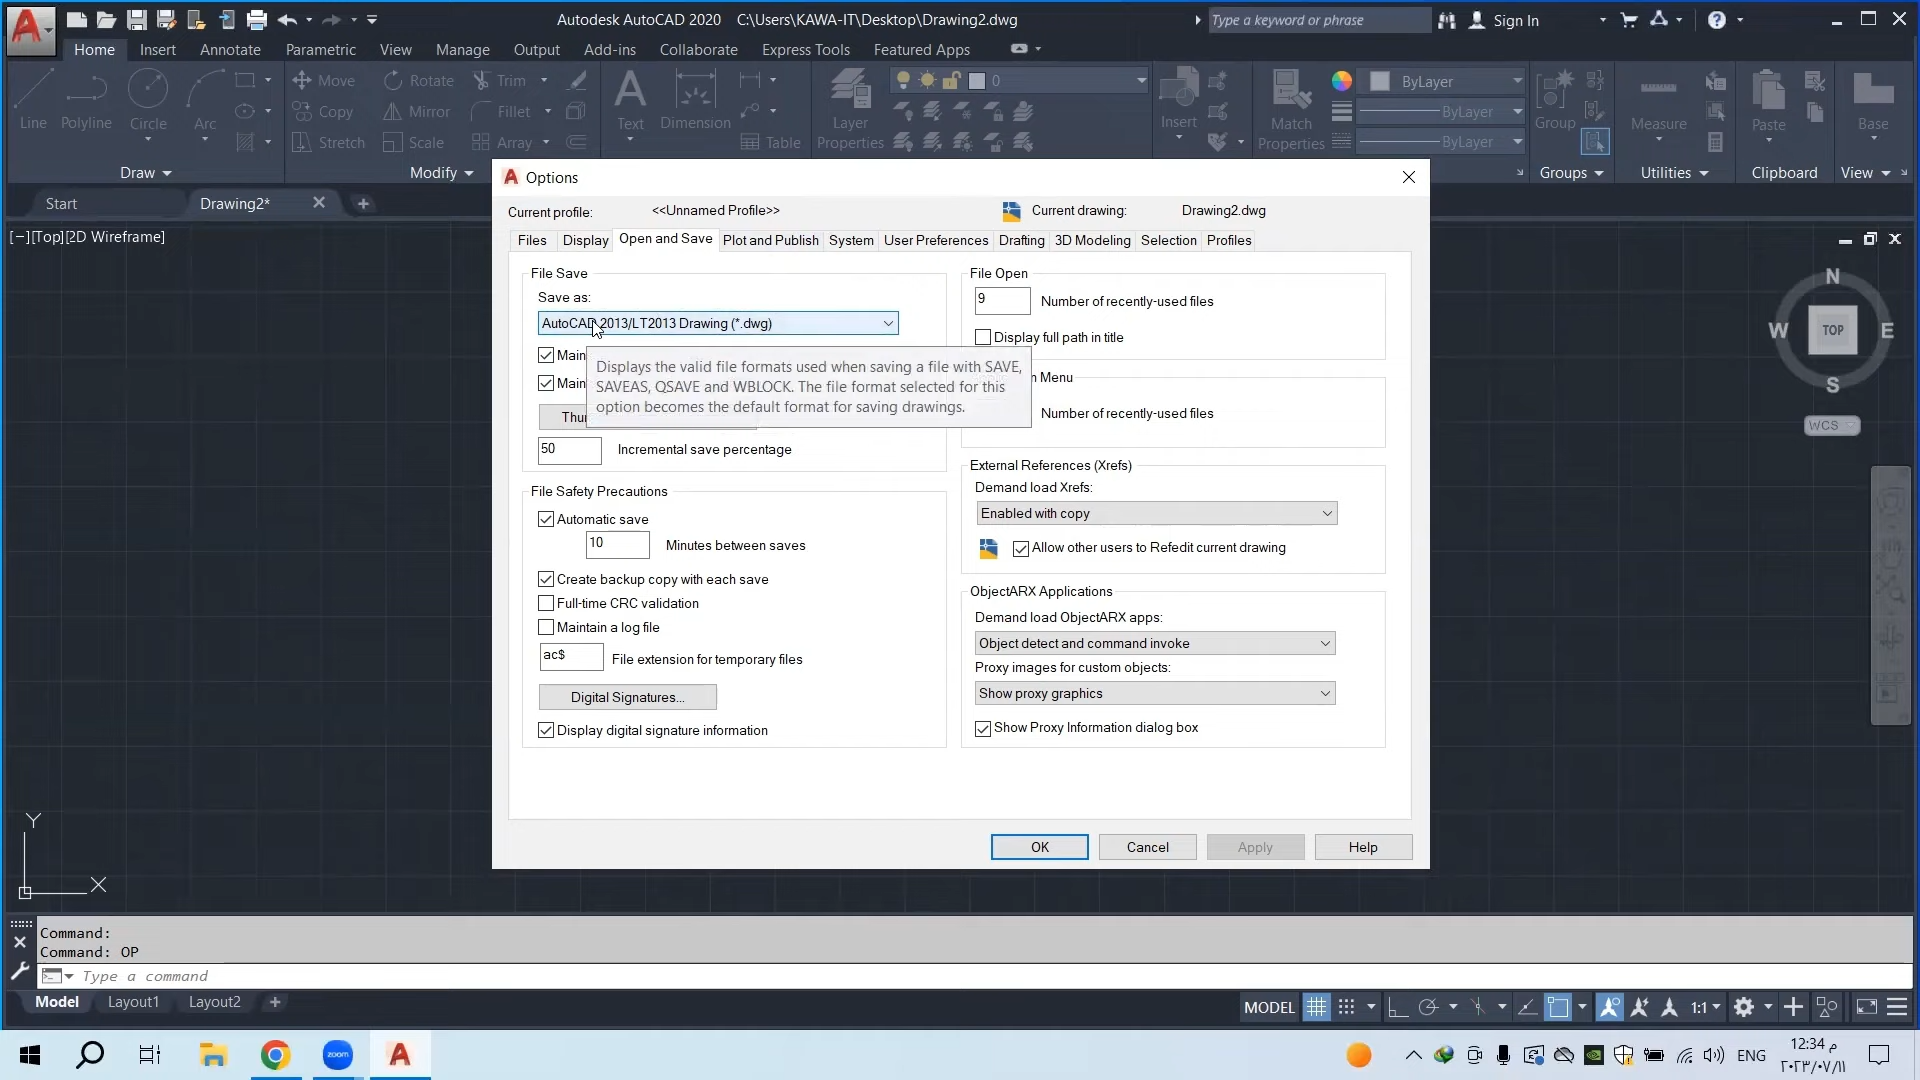 Autodesk AutoCAD 2020 C:\Users\KAWA-IT\Desktop\Drawing2.dwg
Type a keyword or phrase
Sign In
Home Insert Annotate Parametric View Manage Output Add-ins Collaborate Express Tools Featured Apps
Line Polyline Circle Arc
Move Rotate Trim
Copy Mirror Fillet
Stretch Scale Array
Text Dimension Table
Layer Properties
0
Insert
Match Properties
ByLayer
ByLayer
ByLayer
Group
Measure
Paste
Base
Draw Modify Groups Utilities Clipboard View
Start Drawing2*
[−][Top][2D Wireframe]
Options
Current profile: <<Unnamed Profile>> Current drawing: Drawing2.dwg
Files Display Open and Save Plot and Publish System User Preferences Drafting 3D Modeling Selection Profiles
File Save
Save as:
AutoCAD 2013/LT2013 Drawing (*.dwg)
Main
Main
Thu
Displays the valid file formats used when saving a file with SAVE,
SAVEAS, QSAVE and WBLOCK. The file format selected for this
option becomes the default format for saving drawings.
50 Incremental save percentage
File Safety Precautions
Automatic save
10 Minutes between saves
Create backup copy with each save
Full-time CRC validation
Maintain a log file
ac$ File extension for temporary files
Digital Signatures...
Display digital signature information
File Open
9 Number of recently-used files
Display full path in title
Menu
Number of recently-used files
External References (Xrefs)
Demand load Xrefs:
Enabled with copy
Allow other users to Refedit current drawing
ObjectARX Applications
Demand load ObjectARX apps:
Object detect and command invoke
Proxy images for custom objects:
Show proxy graphics
Show Proxy Information dialog box
OK Cancel Apply Help
N
W TOP E
S
WCS
Y
X
Command:
Command: OP
Type a command
Model Layout1 Layout2
MODEL 1:1
zoom
ENG
12:34 م
٢٠٢٣/٠٧/١١